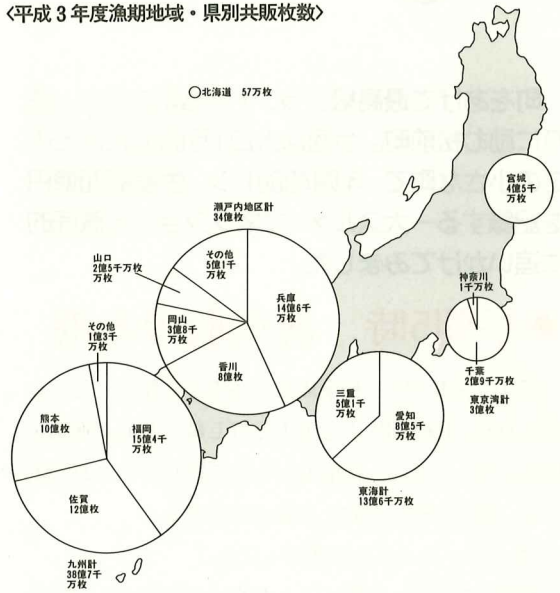 〈平成３年度漁期地域・県別共販枚数〉
北海道　57万枚
宮城
4億5千
万枚
瀬戸内地区計
34億枚
その他
5億1千
万枚
山口
2億5千万枚
万枚
兵庫
14億6千
万枚
岡山
3億8千
万枚
香川
8億枚
神奈川
1千万枚
千葉
2億9千万枚
東京湾計
3億枚
その他
1億3千
万枚
三重
5億1千
万枚
愛知
8億5千
万枚
東海計
13億6千万枚
熊本
10億枚
福岡
15億4千
万枚
佐賀
12億枚
九州計
38億7千
万枚